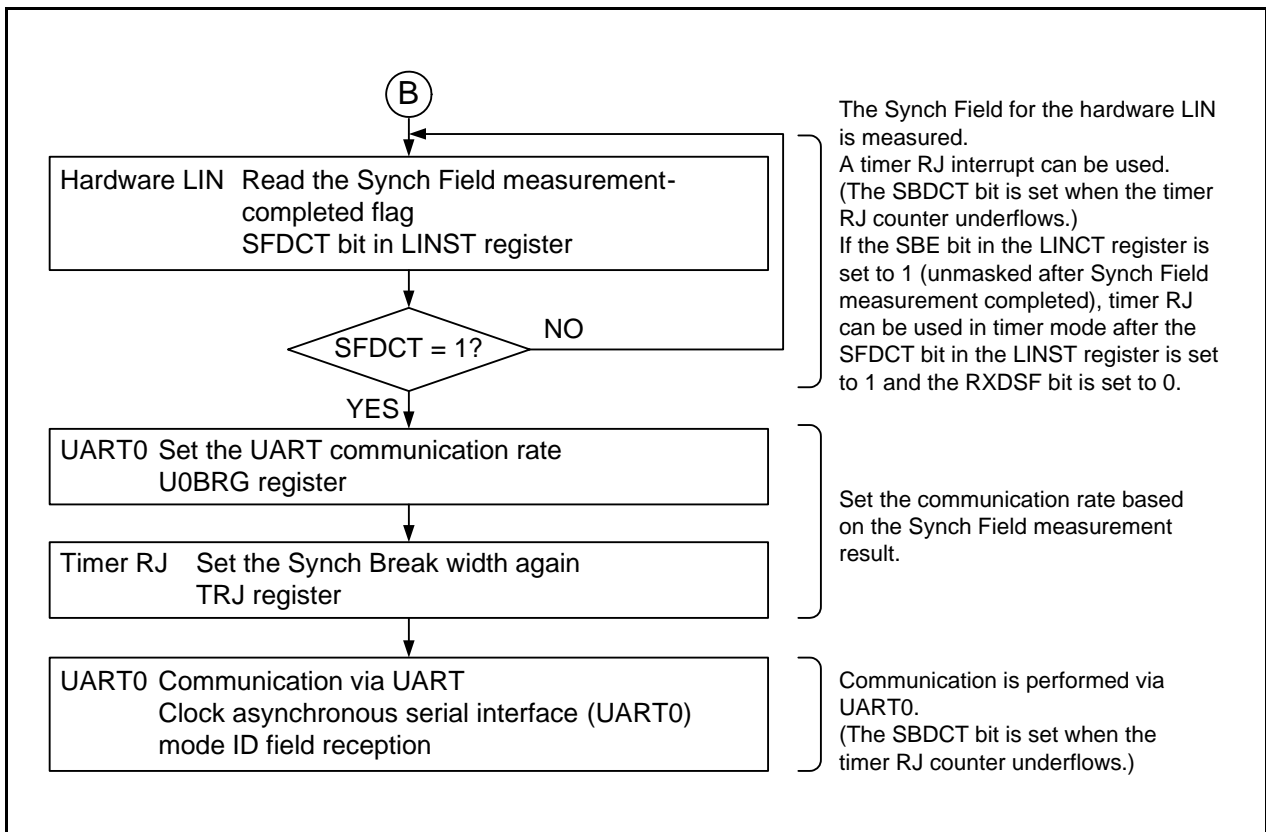 B
Hardware LIN Read the Synch Field measurement-
completed flag
SFDCT bit in LINST register
The Synch Field for the hardware LIN
is measured.
A timer RJ interrupt can be used.
(The SBDCT bit is set when the timer
RJ counter underflows.)
If the SBE bit in the LINCT register is
set to 1 (unmasked after Synch Field
measurement completed), timer RJ
can be used in timer mode after the
SFDCT bit in the LINST register is set
to 1 and the RXDSF bit is set to 0.
SFDCT = 1?
NO
YES
UART0 Set the UART communication rate
U0BRG register
Timer RJ Set the Synch Break width again
TRJ register
Set the communication rate based
on the Synch Field measurement
result.
UART0 Communication via UART
Clock asynchronous serial interface (UART0)
mode ID field reception
Communication is performed via
UART0.
(The SBDCT bit is set when the
timer RJ counter underflows.)